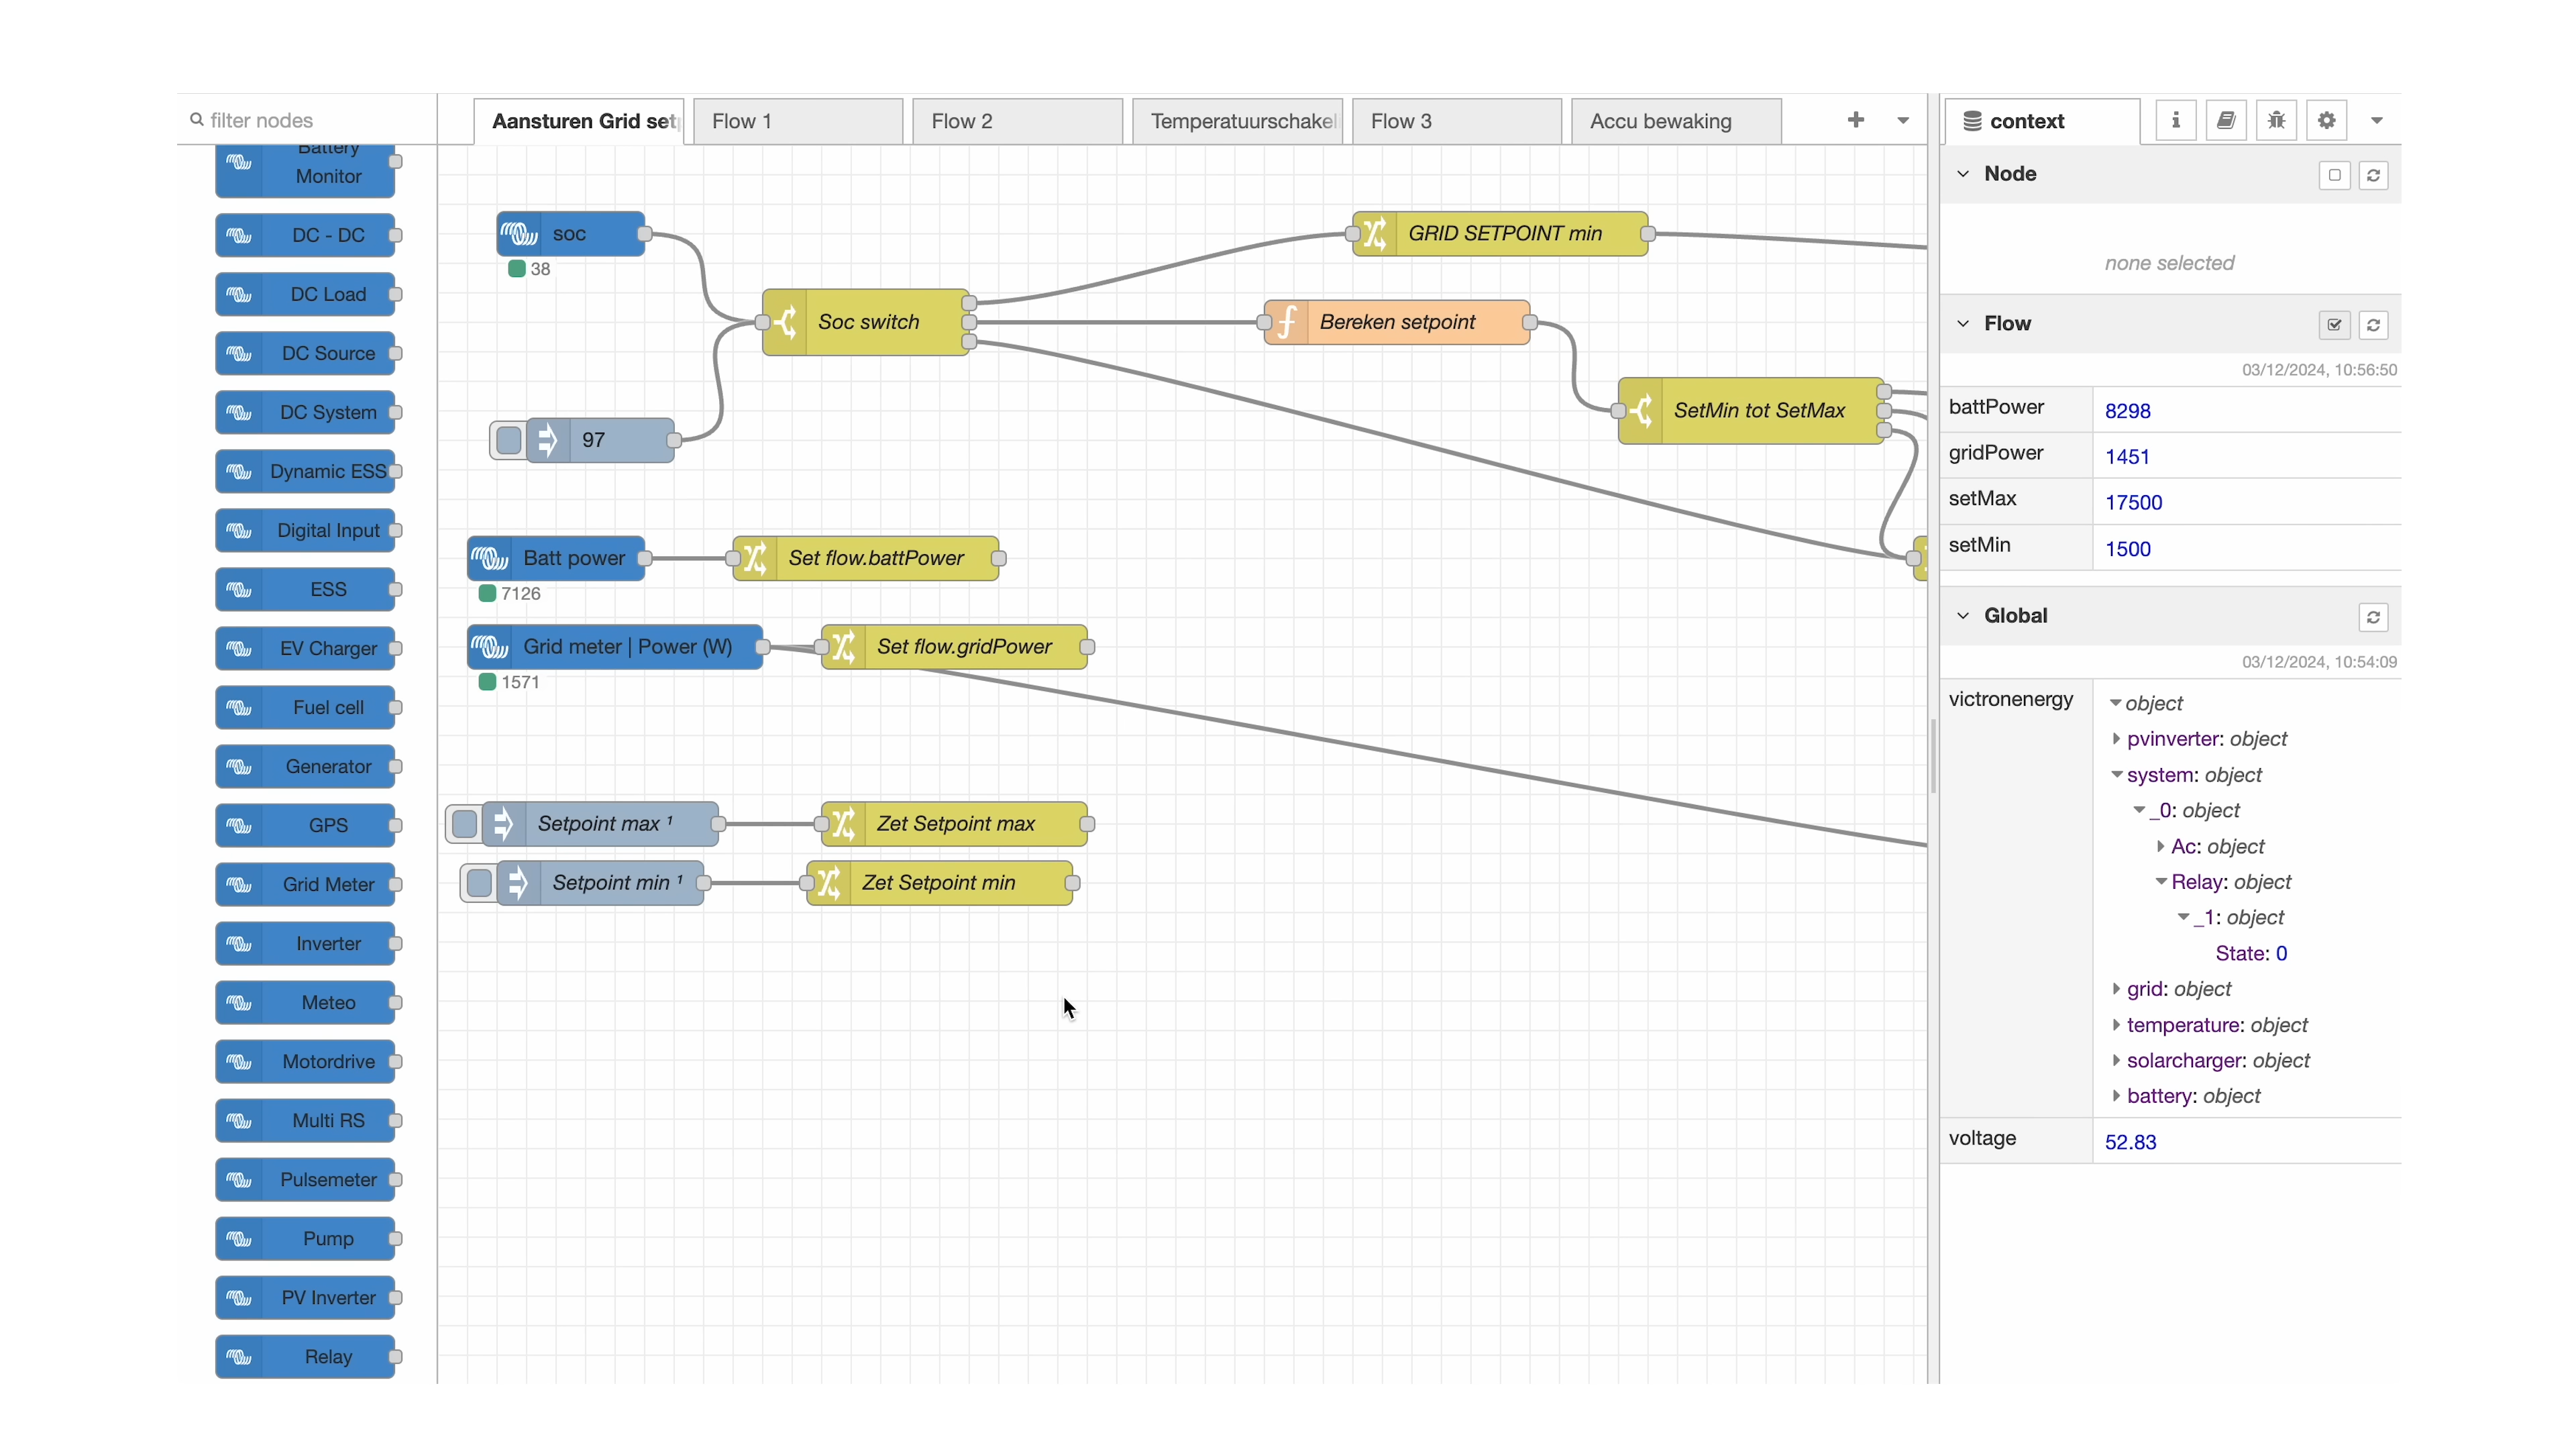 filter nodes
Aansturen Grid set
Flow 1
Flow 2
Temperatuurschakel
Flow 3
Accu bewaking
context
Battery
Monitor
DC - DC
DC Load
DC Source
DC System
Dynamic ESS
Digital Input
ESS
EV Charger
Fuel cell
Generator
GPS
Grid Meter
Inverter
Meteo
Motordrive
Multi RS
Pulsemeter
Pump
PV Inverter
Relay
soc
38
GRID SETPOINT min
Soc switch
Bereken setpoint
SetMin tot SetMax
97
Batt power
Set flow.battPower
7126
Grid meter | Power (W)
Set flow.gridPower
1571
Setpoint max ¹
Zet Setpoint max
Setpoint min ¹
Zet Setpoint min
Node
none selected
Flow
03/12/2024, 10:56:50
battPower 8298
gridPower 1451
setMax 17500
setMin 1500
Global
03/12/2024, 10:54:09
victronenergy
object
pvinverter: object
system: object
_0: object
Ac: object
Relay: object
_1: object
State: 0
grid: object
temperature: object
solarcharger: object
battery: object
voltage 52.83